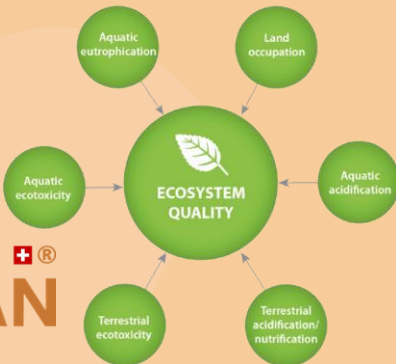 Aquatic
eutrophication
Land
occupation
Aquatic
ecotoxicity
ECOSYSTEM
QUALITY
Aquatic
acidification
®
AN
Terrestrial
ecotoxicity
Terrestrial
acidification/
nutrification